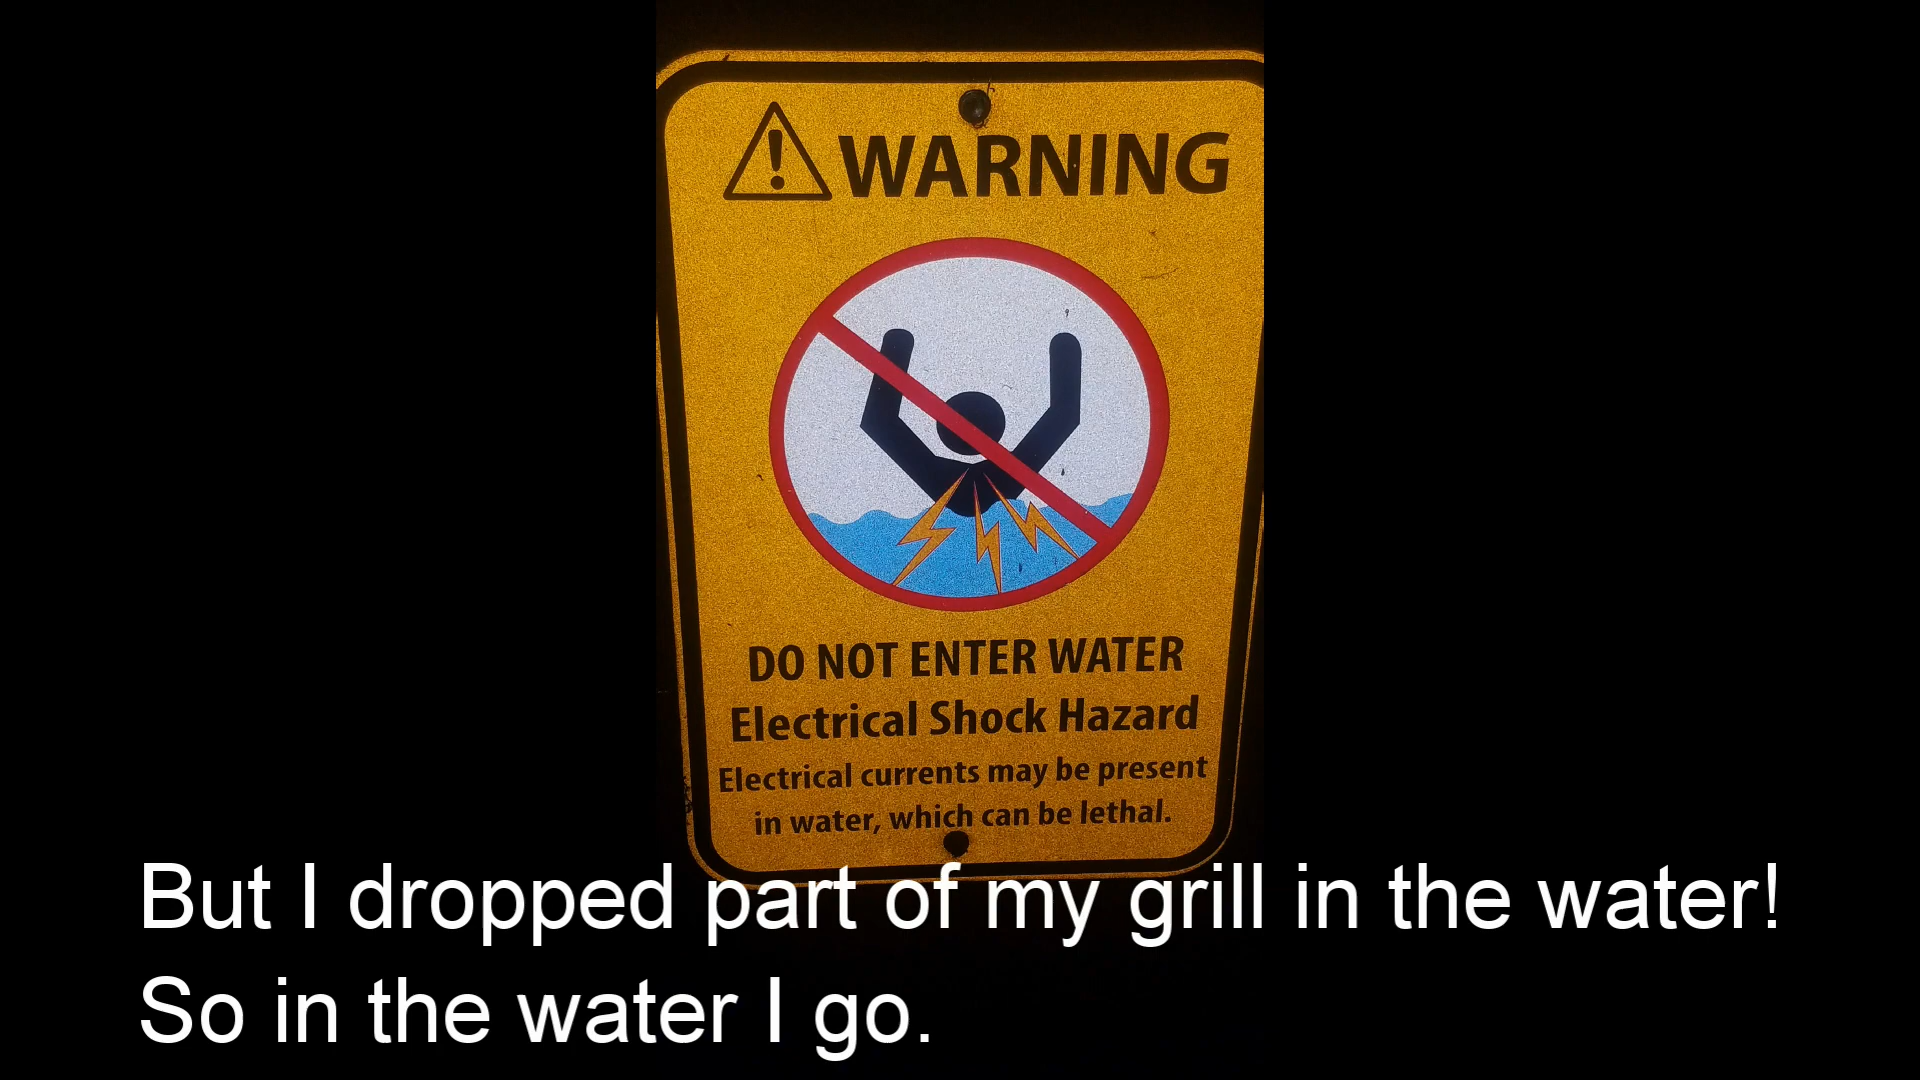 WARNING
DO NOT ENTER WATER
Electrical Shock Hazard
Electrical currents may be present
in water, which can be lethal.
But I dropped part of my grill in the water!
So in the water I go.